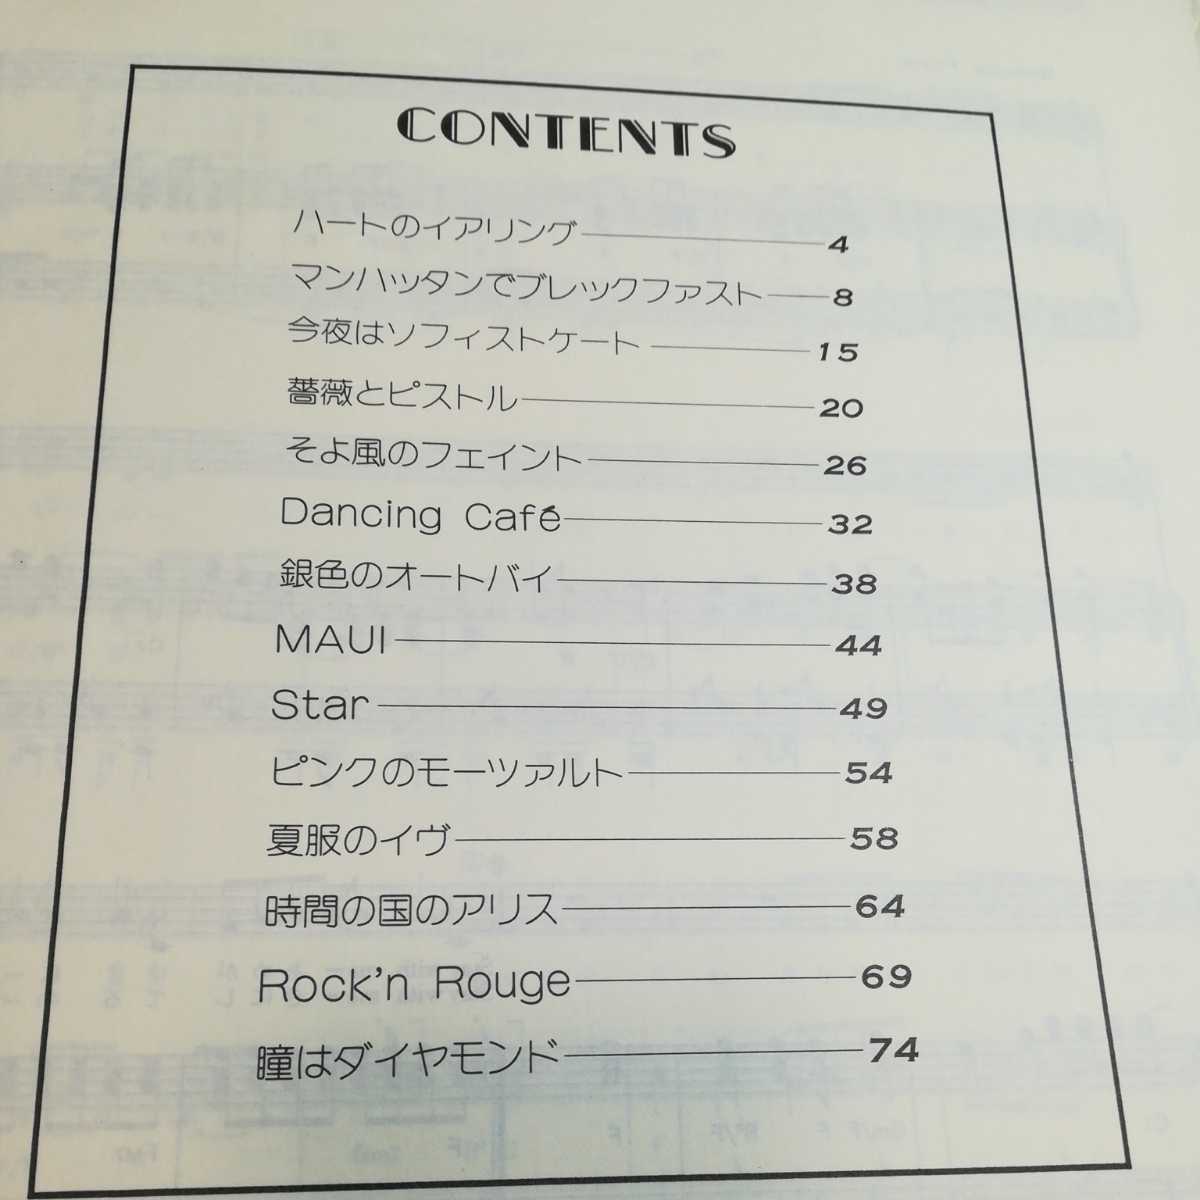 CONTENTS
ハートのイアリング 4
マンハッタンでブレックファスト 8
今夜はソフィストケート 15
薔薇とピストル 20
そよ風のフェイント 26
Dancing Café 32
銀色のオートバイ 38
MAUI 44
Star 49
ピンクのモーツァルト 54
夏服のイヴ 58
時間の国のアリス 64
Rock'n Rouge 69
瞳はダイヤモンド 74